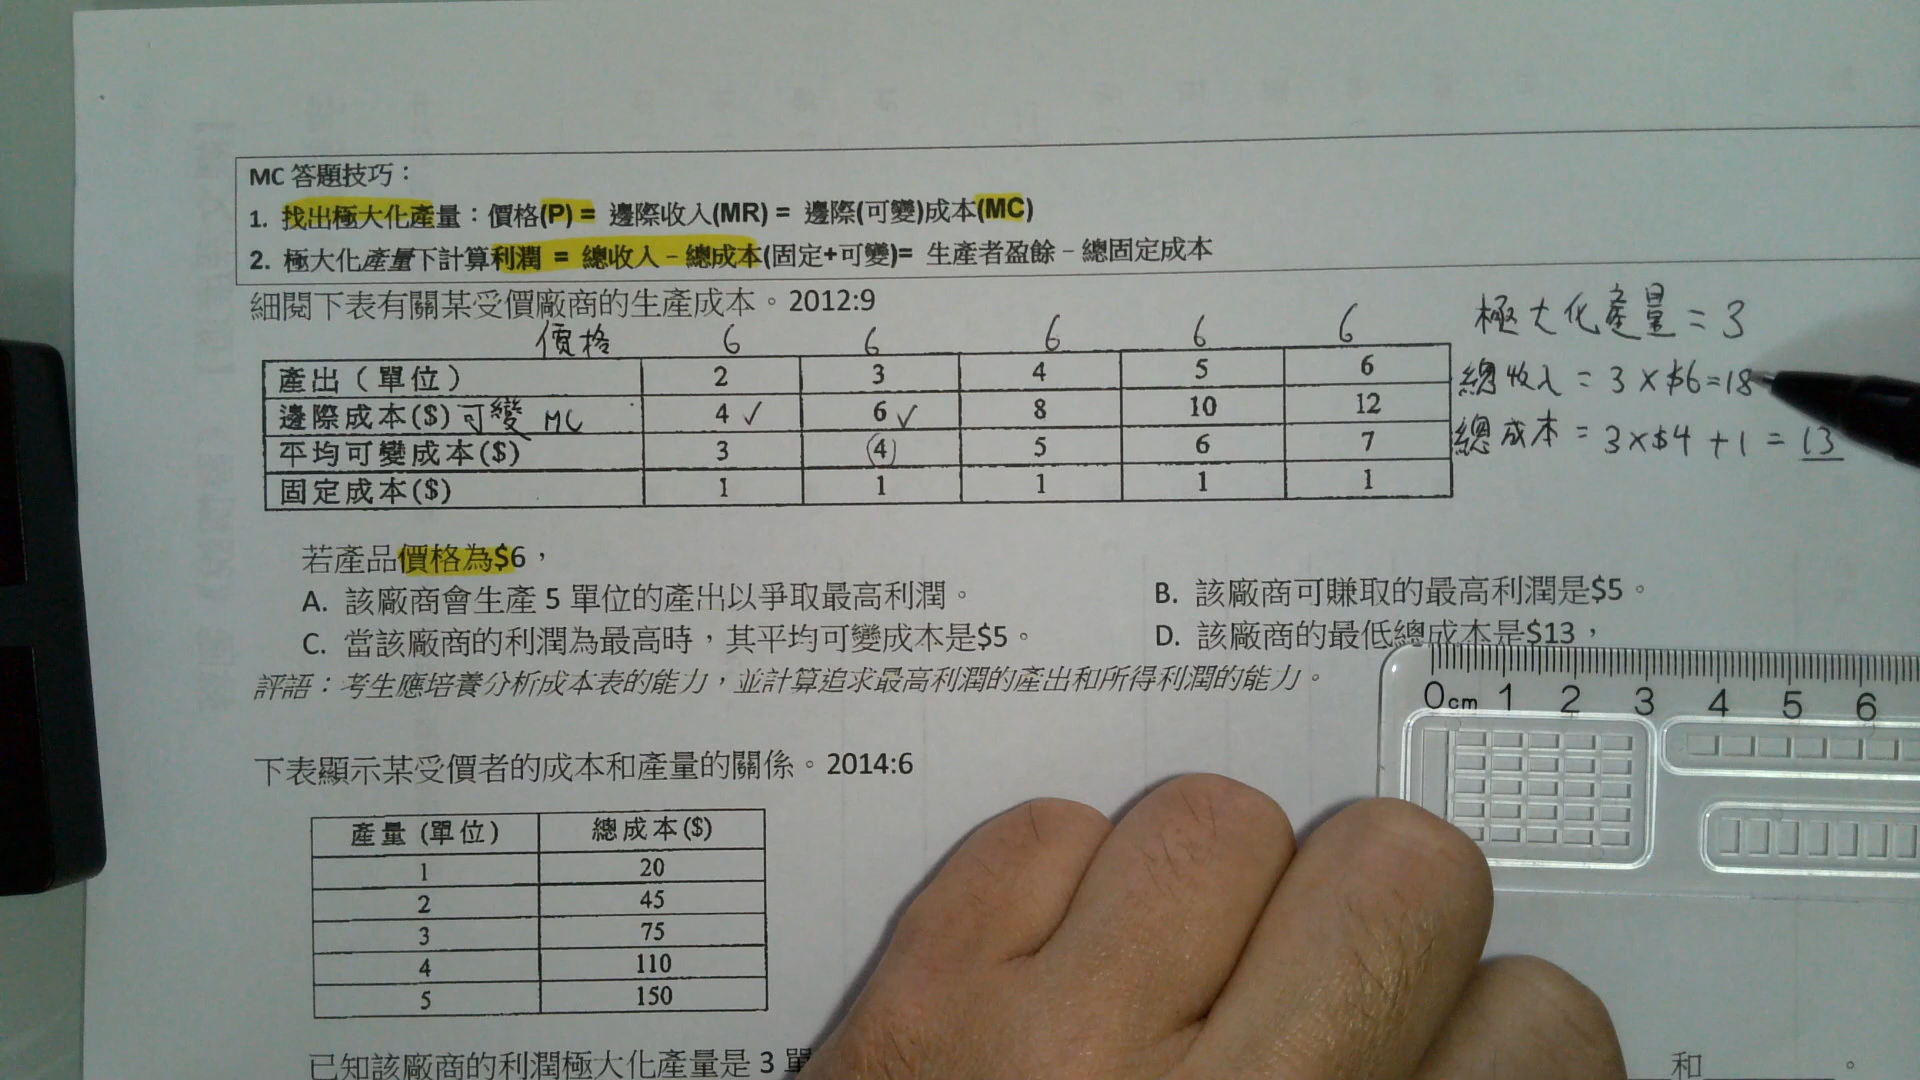 MC 答題技巧：
1. 找出極大化產量：價格(P) = 邊際收入(MR) = 邊際(可變)成本(MC)
2. 極大化產量下計算利潤 = 總收入 – 總成本(固定+可變)= 生產者盈餘 – 總固定成本
細閱下表有關某受價廠商的生產成本。2012:9
價格 6 6 6 6 6
產出（單位） 2 3 4 5 6
邊際成本($) 可變 MC 4 ✓ 6 ✓ 8 10 12
平均可變成本($) 3 4 5 6 7
固定成本($) 1 1 1 1 1
極大化產量 = 3
總收入 = 3 x $6 = 18
總成本 = 3 x $4 + 1 = 13
若產品價格為$6，
A. 該廠商會生產 5 單位的產出以爭取最高利潤。
B. 該廠商可賺取的最高利潤是$5。
C. 當該廠商的利潤為最高時，其平均可變成本是$5。
D. 該廠商的最低總成本是$13，
評語：考生應培養分析成本表的能力，並計算追求最高利潤的產出和所得利潤的能力。
0cm 1 2 3 4 5 6
下表顯示某受價者的成本和產量的關係。2014:6
產量 (單位) 總成本($)
1 20
2 45
3 75
4 110
5 150
已知該廠商的利潤極大化產量是 3 單
和 。